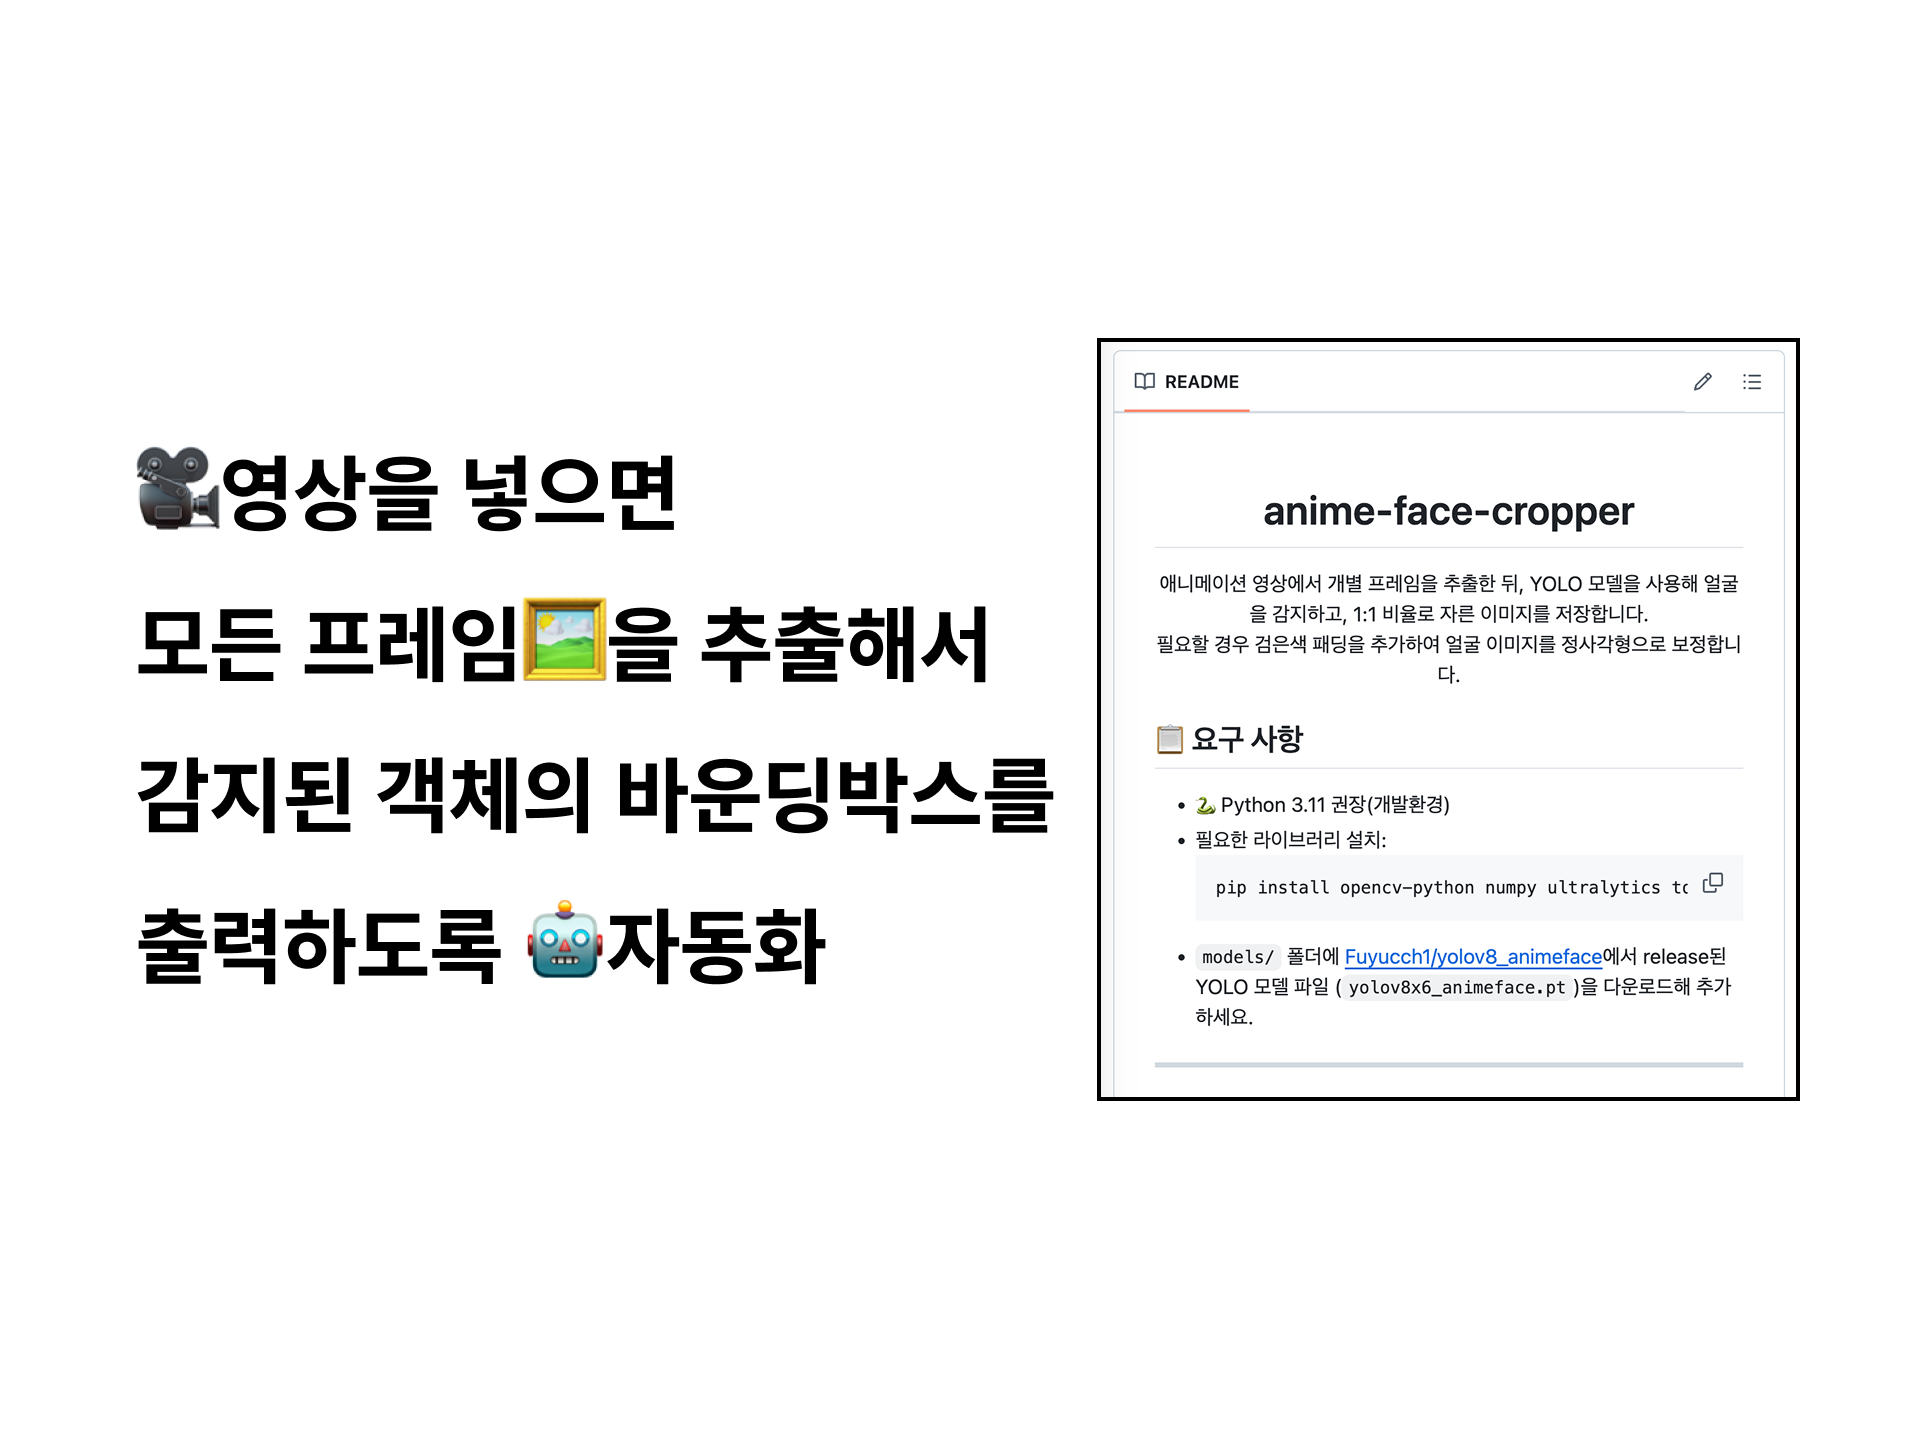 🎥영상을 넣으면
모든 프레임🖼️을 추출해서
감지된 객체의 바운딩박스를
출력하도록 🤖자동화
README
anime-face-cropper
애니메이션 영상에서 개별 프레임을 추출한 뒤, YOLO 모델을 사용해 얼굴
을 감지하고, 1:1 비율로 자른 이미지를 저장합니다.
필요할 경우 검은색 패딩을 추가하여 얼굴 이미지를 정사각형으로 보정합니
다.
📋 요구 사항
• 🐍 Python 3.11 권장(개발환경)
• 필요한 라이브러리 설치:
pip install opencv-python numpy ultralytics
• models/ 폴더에 Fuyucch1/yolov8_animeface에서 release된
YOLO 모델 파일 ( yolov8x6_animeface.pt )을 다운로드해 추가
하세요.